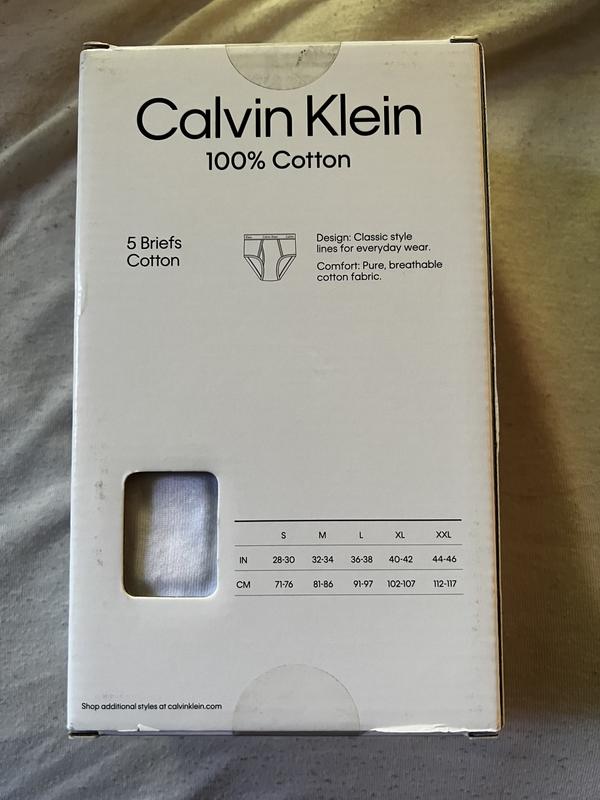 Calvin Klein
100% Cotton
5 Briefs
Cotton
Design: Classic style
lines for everyday wear.
Comfort: Pure, breathable
cotton fabric.
S M L XL XXL
IN 28-30 32-34 36-38 40-42 44-46
CM 71-76 81-86 91-97 102-107 112-117
Shop additional styles at calvinklein.com